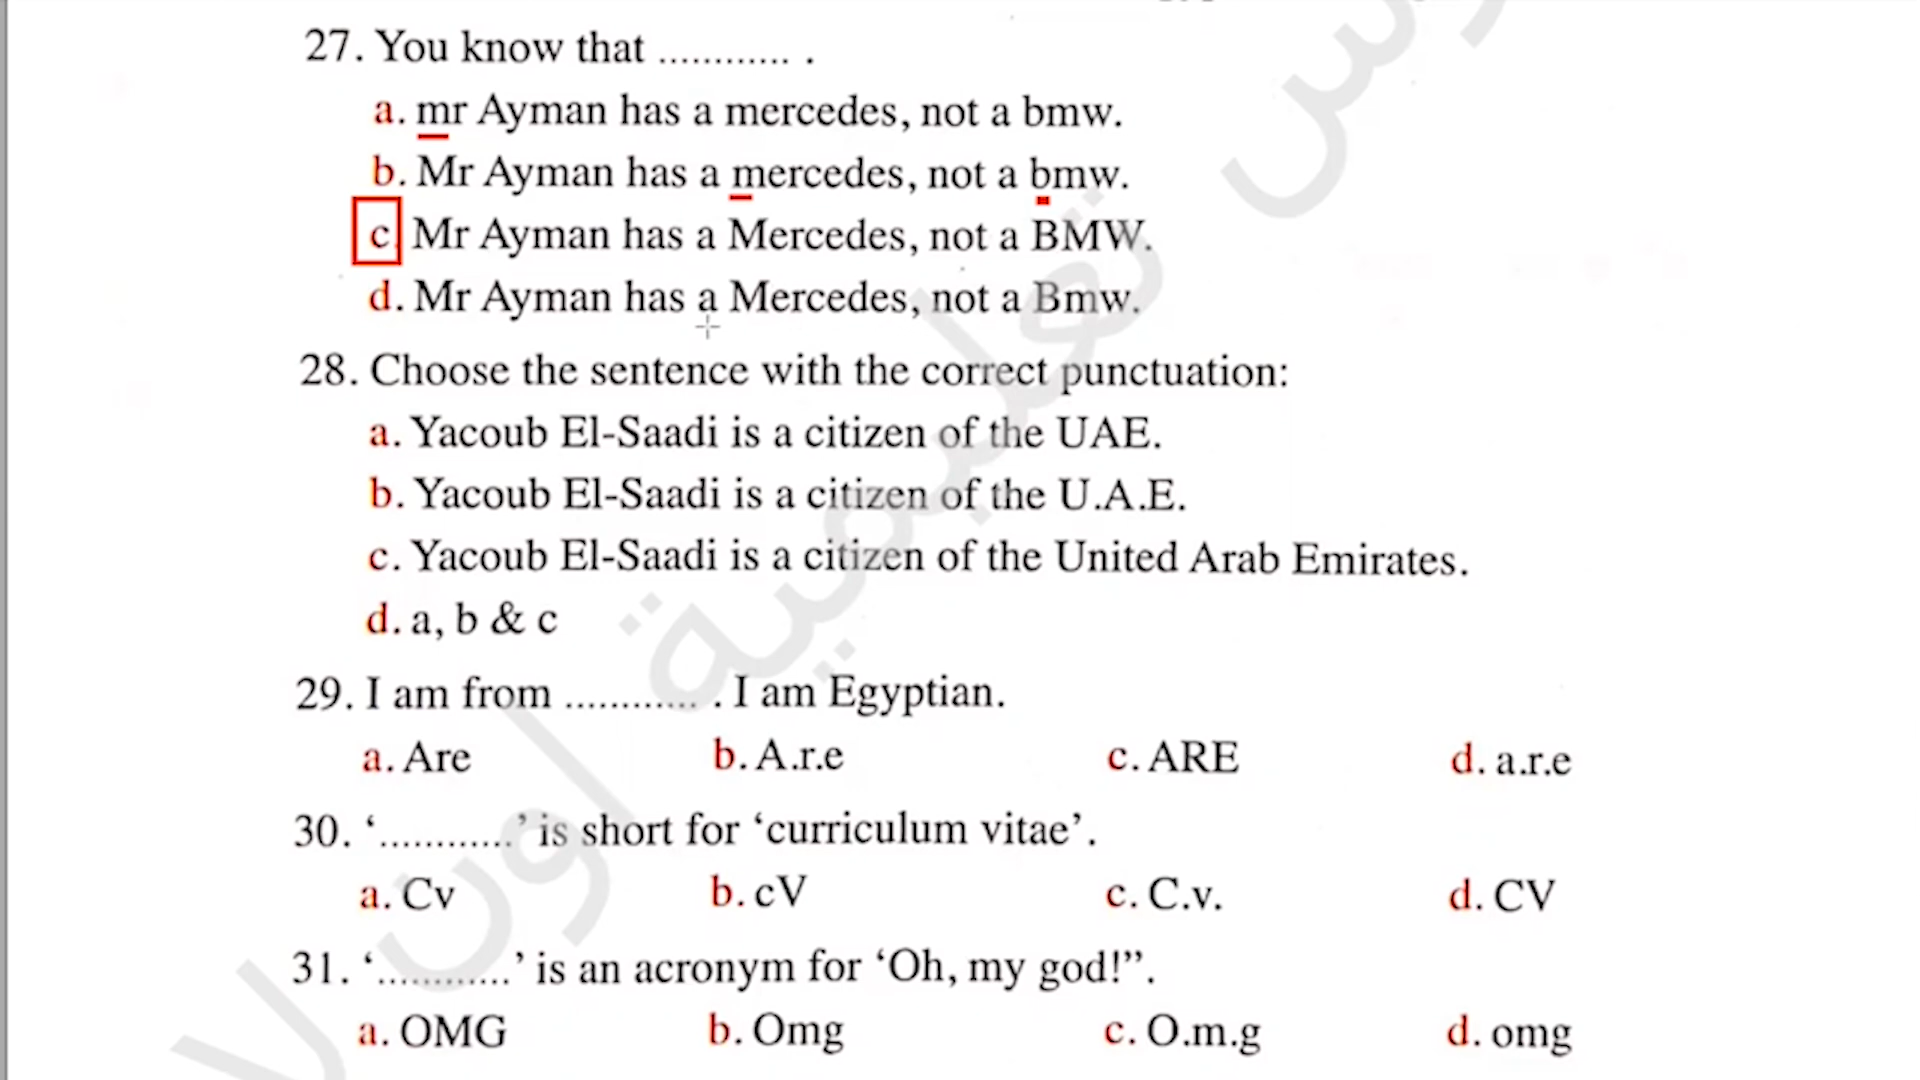 27. You know that ............ .
a. mr Ayman has a mercedes, not a bmw.
b. Mr Ayman has a mercedes, not a bmw.
c Mr Ayman has a Mercedes, not a BMW.
d. Mr Ayman has a Mercedes, not a Bmw.
28. Choose the sentence with the correct punctuation:
a. Yacoub El-Saadi is a citizen of the UAE.
b. Yacoub El-Saadi is a citizen of the U.A.E.
c. Yacoub El-Saadi is a citizen of the United Arab Emirates.
d. a, b & c
29. I am from ............ . I am Egyptian.
a. Are b. A.r.e c. ARE d. a.r.e
30. ‘............’ is short for ‘curriculum vitae’.
a. Cv b. cV c. C.v. d. CV
31. ‘............’ is an acronym for ‘Oh, my god!”.
a. OMG b. Omg c. O.m.g d. omg
تعليمية اون لا